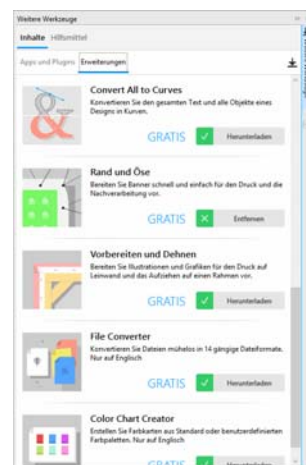 Weitere Werkzeuge
Inhalte Hilfsmittel
Apps und Plugins Erweiterungen
Convert All to Curves
Konvertieren Sie den gesamten Text und alle Objekte eines
Designs in Kurven.
GRATIS Herunterladen
Rand und Öse
Bereiten Sie Banner schnell und einfach für den Druck und die
Nachverarbeitung vor.
GRATIS Entfernen
Vorbereiten und Dehnen
Bereiten Sie Illustrationen und Grafiken für den Druck auf
Leinwand und das Aufziehen auf einen Rahmen vor.
GRATIS Herunterladen
File Converter
Konvertieren Sie Dateien mühelos in 14 gängige Dateiformate.
Nur auf Englisch
GRATIS Herunterladen
Color Chart Creator
Erstellen Sie Farbkarten aus Standard oder benutzerdefinierten
Farbpaletten. Nur auf Englisch
GRATIS Herunterladen